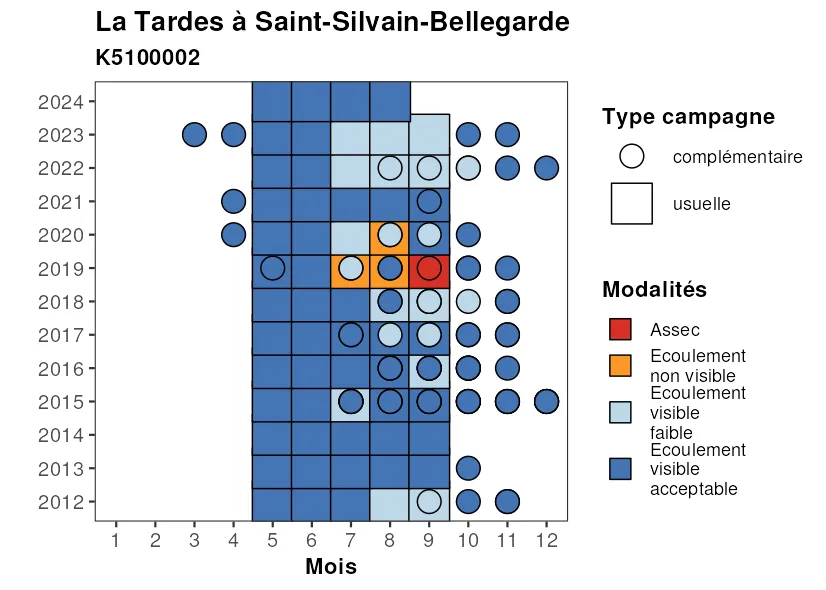 La Tardes à Saint-Silvain-Bellegarde
K5100002
2024
2023
2022
2021
2020
2019
2018
2017
2016
2015
2014
2013
2012
1 2 3 4 5 6 7 8 9 10 11 12
Mois
Type campagne
complémentaire
usuelle
Modalités
Assec
Ecoulement
non visible
Ecoulement
visible
faible
Ecoulement
visible
acceptable